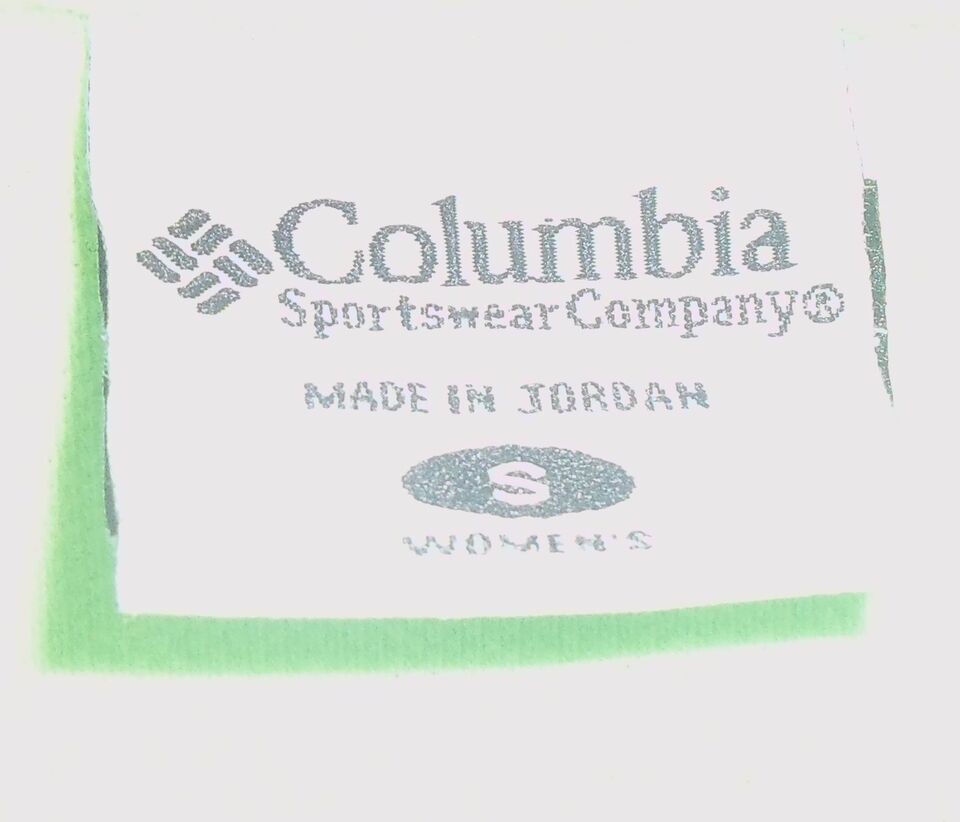 Columbia
Sportswear Company®
MADE IN JORDAN
S
WOMEN'S